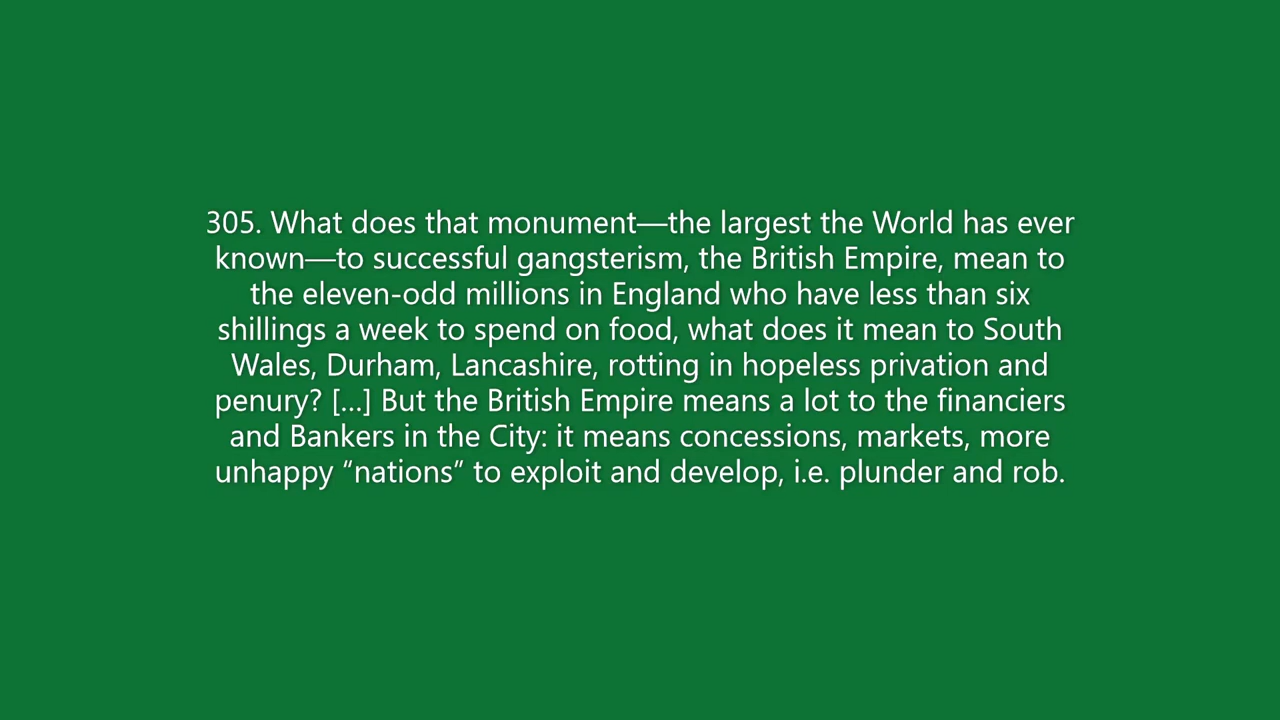 305. What does that monument—the largest the World has ever
known—to successful gangsterism, the British Empire, mean to
the eleven-odd millions in England who have less than six
shillings a week to spend on food, what does it mean to South
Wales, Durham, Lancashire, rotting in hopeless privation and
penury? [...] But the British Empire means a lot to the financiers
and Bankers in the City: it means concessions, markets, more
unhappy “nations” to exploit and develop, i.e. plunder and rob.